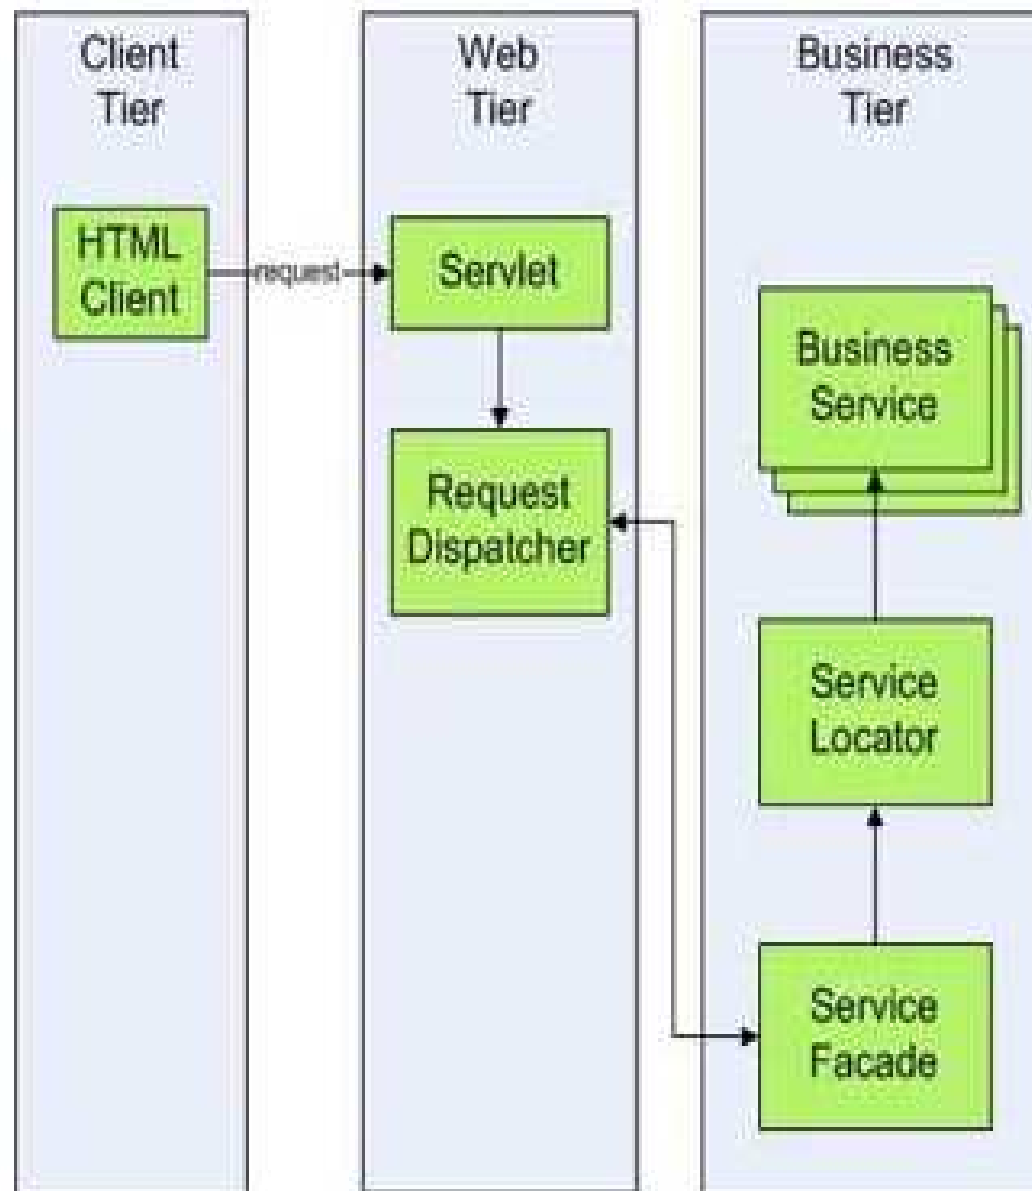 Client
Tier
Web
Tier
Business
Tier
HTML
Client
request
Servlet
Request
Dispatcher
Business
Service
Service
Locator
Service
Facade